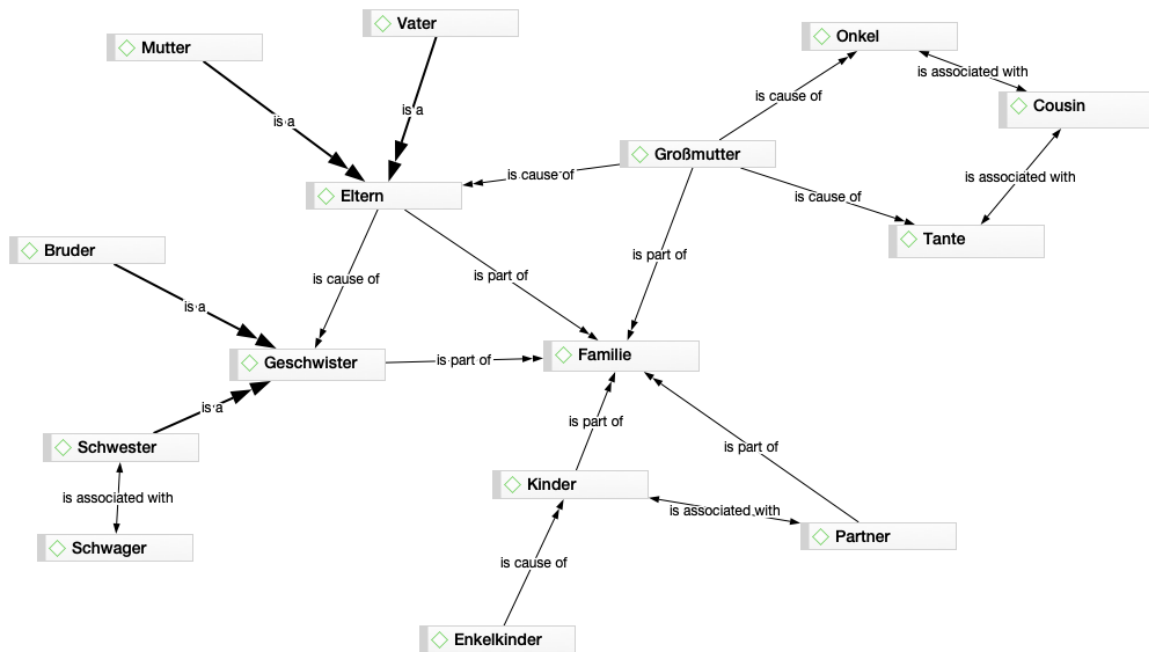 Vater
Mutter
Onkel
is associated with
is a
is a
is cause of
Cousin
Großmutter
is cause of
is associated with
Eltern
is cause of
Bruder
Tante
is part of
is cause of
is part of
is a
Geschwister
is part of
Familie
is a
is part of
is part of
Schwester
Kinder
is associated with
is associated with
Partner
Schwager
is cause of
Enkelkinder